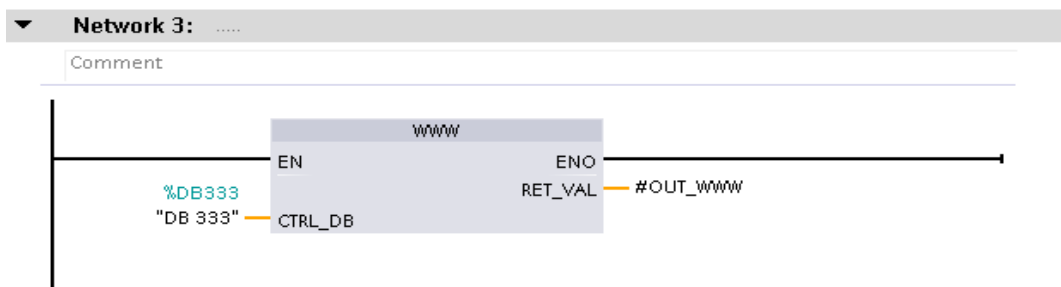 Network 3: .....
Comment
WWW
EN ENO
%DB333 RET_VAL #OUT_WWW
"DB 333" CTRL_DB